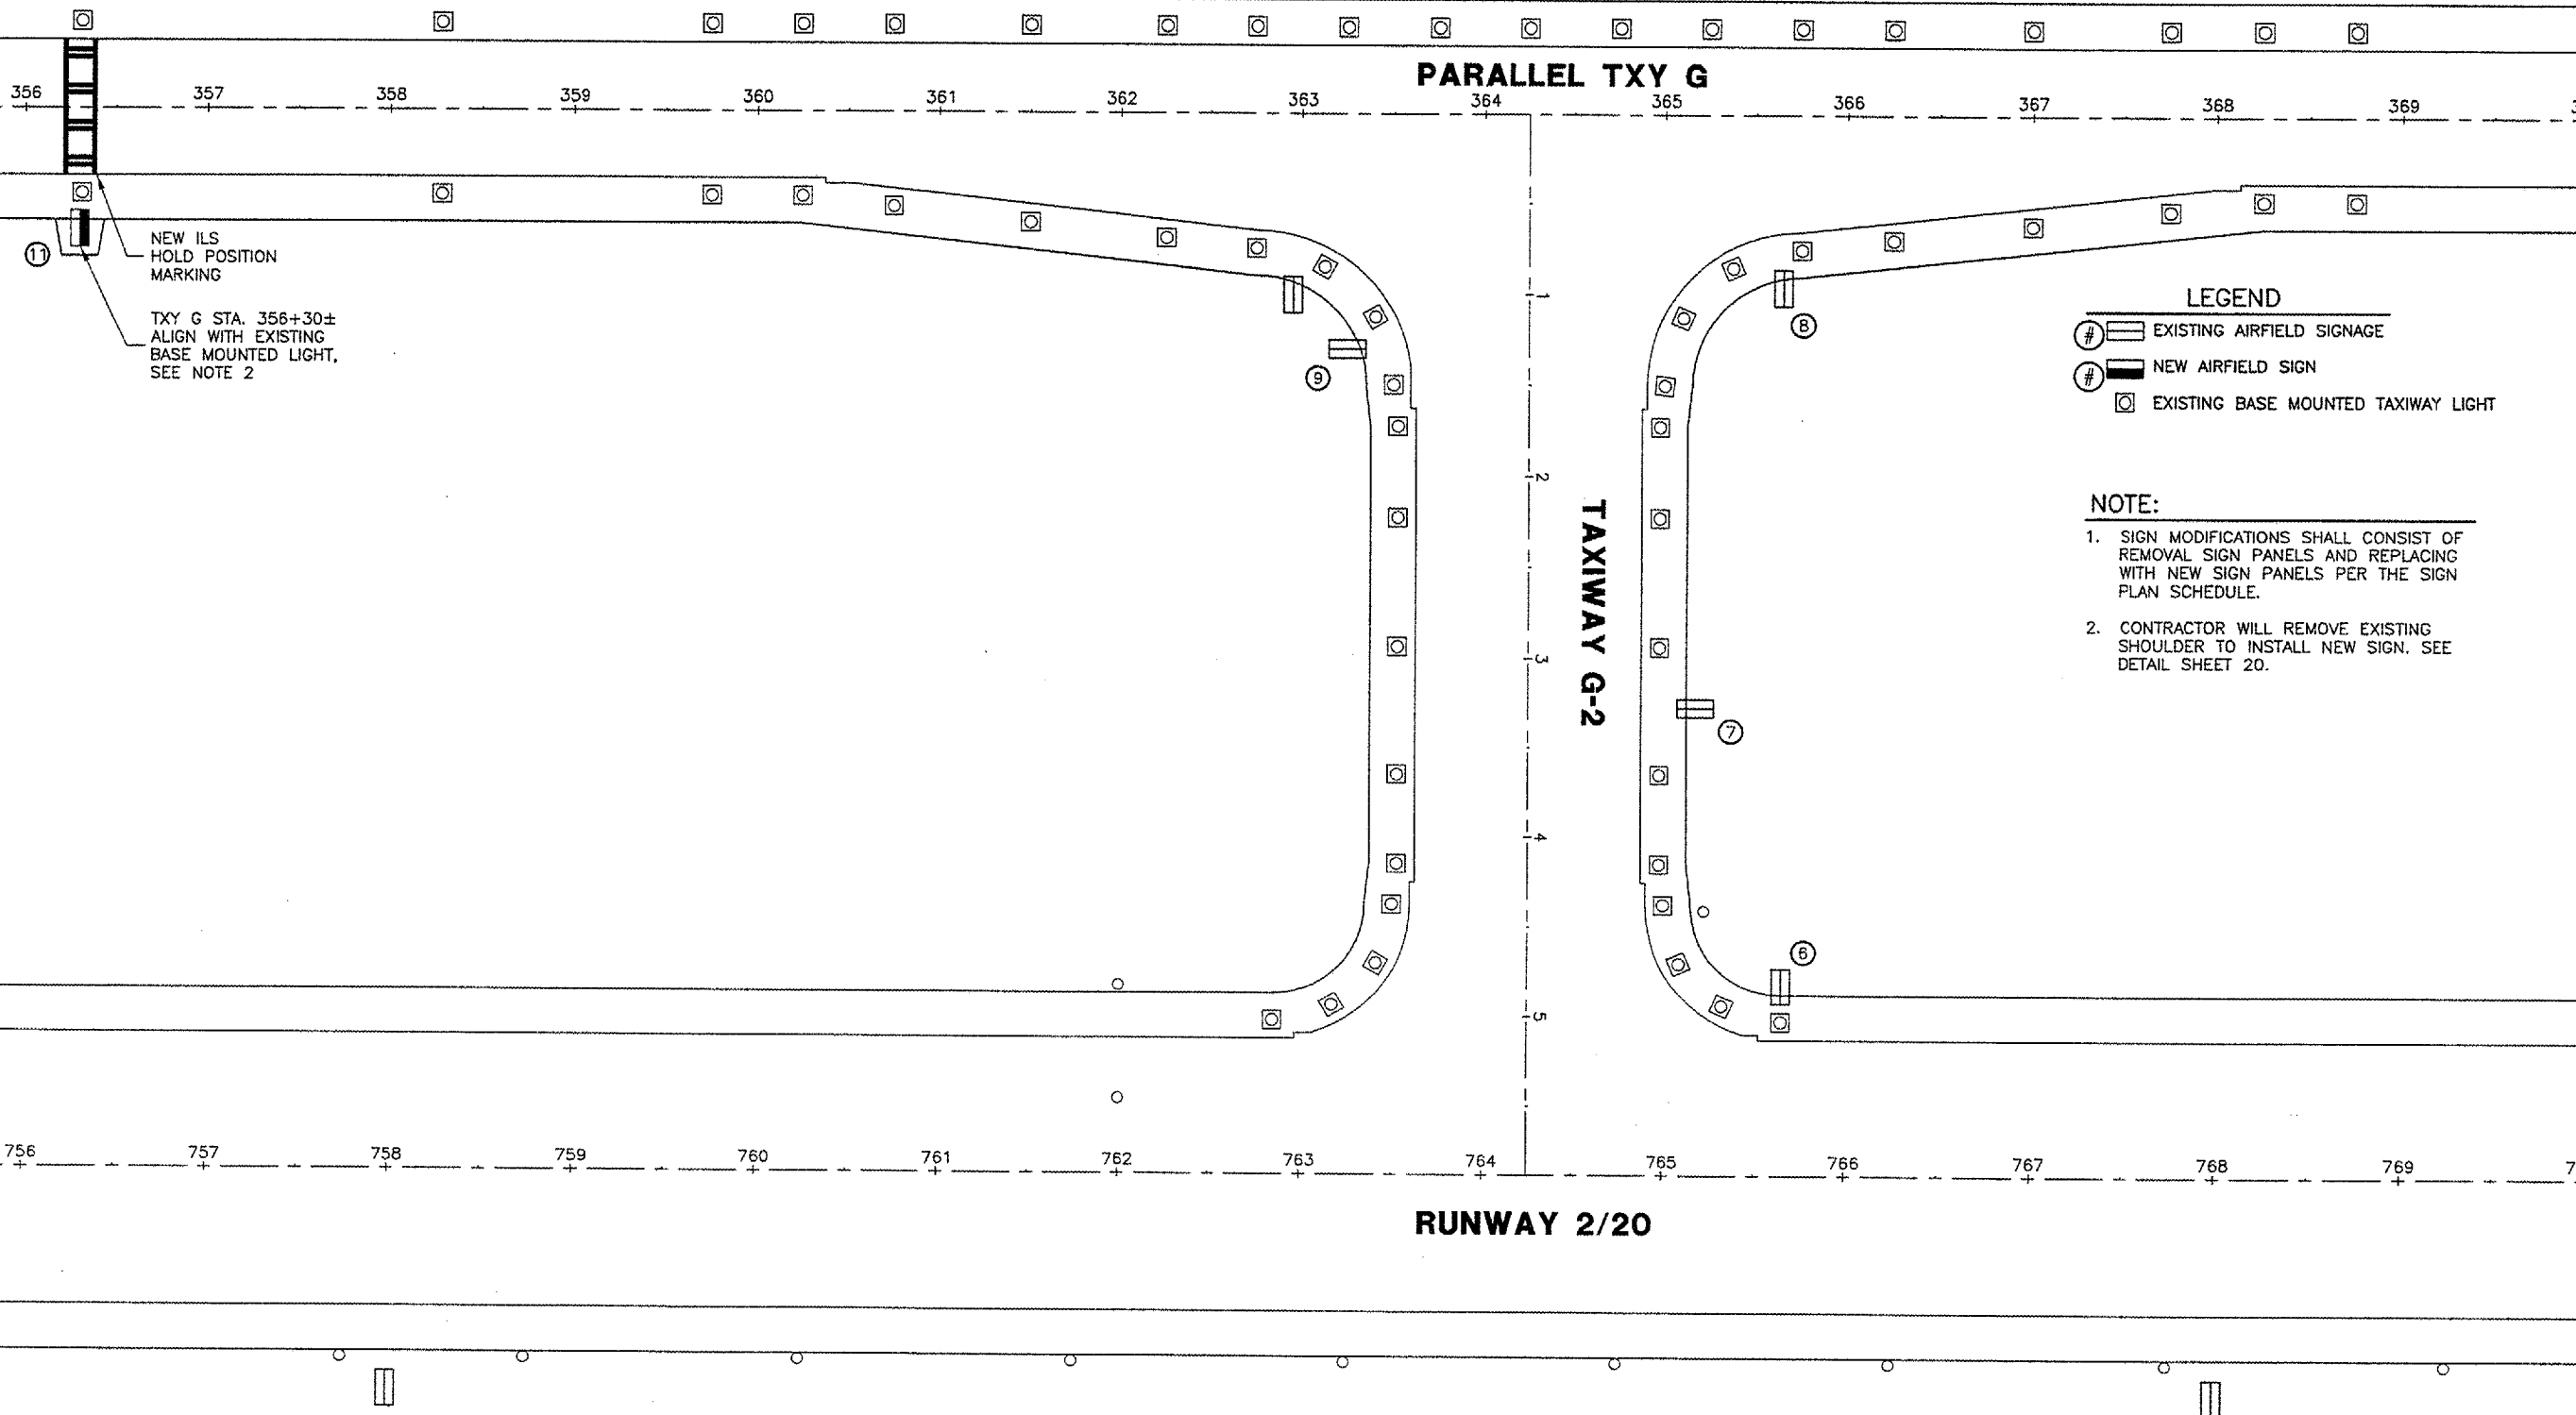 PARALLEL TXY G
356 357 358 359 360 361 362 363 364 365 366 367 368 369
11
NEW ILS
HOLD POSITION
MARKING
TXY G STA. 356+30±
ALIGN WITH EXISTING
BASE MOUNTED LIGHT,
SEE NOTE 2
9
8
1
2
3
4
5
TAXIWAY G-2
7
6
LEGEND
# EXISTING AIRFIELD SIGNAGE
# NEW AIRFIELD SIGN
EXISTING BASE MOUNTED TAXIWAY LIGHT
NOTE:
1. SIGN MODIFICATIONS SHALL CONSIST OF
REMOVAL SIGN PANELS AND REPLACING
WITH NEW SIGN PANELS PER THE SIGN
PLAN SCHEDULE.
2. CONTRACTOR WILL REMOVE EXISTING
SHOULDER TO INSTALL NEW SIGN. SEE
DETAIL SHEET 20.
756 757 758 759 760 761 762 763 764 765 766 767 768 769
RUNWAY 2/20